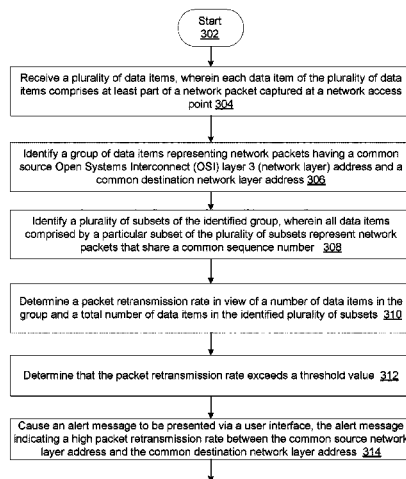 Start
302
Receive a plurality of data items, wherein each data item of the plurality of data
items comprises at least part of a network packet captured at a network access
point 304
Identify a group of data items representing network packets having a common
source Open Systems Interconnect (OSI) layer 3 (network layer) address and a
common destination network layer address 306
Identify a plurality of subsets of the identified group, wherein all data items
comprised by a particular subset of the plurality of subsets represent network
packets that share a common sequence number 308
Determine a packet retransmission rate in view of a number of data items in the
group and a total number of data items in the identified plurality of subsets 310
Determine that the packet retransmission rate exceeds a threshold value 312
Cause an alert message to be presented via a user interface, the alert message
indicating a high packet retransmission rate between the common source network
layer address and the common destination network layer address 314